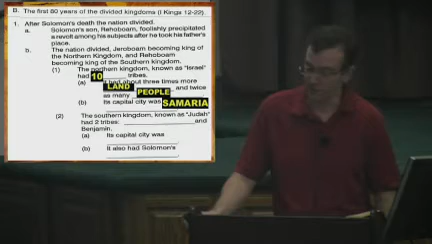 B. The first 80 years of the divided kingdoms (I Kings 12-22).
1. After Solomon's death the nation divided.
a. Solomon's son, Rehoboam, foolishly precipitated
a revolt among his subjects after he took his father's
place.
b. The nation divided, Jeroboam becoming king of
the Northern Kingdom, and Rehoboam
becoming king of the Southern kingdom.
(1) The northern kingdom, known as "Israel"
had 10 tribes.
(a) It had about three times more
LAND and twice
as many PEOPLE
(b) Its capital city was SAMARIA
(2) The southern kingdom, known as "Judah"
had 2 tribes: and
Benjamin.
(a) Its capital city was
(b) It also had Solomon's